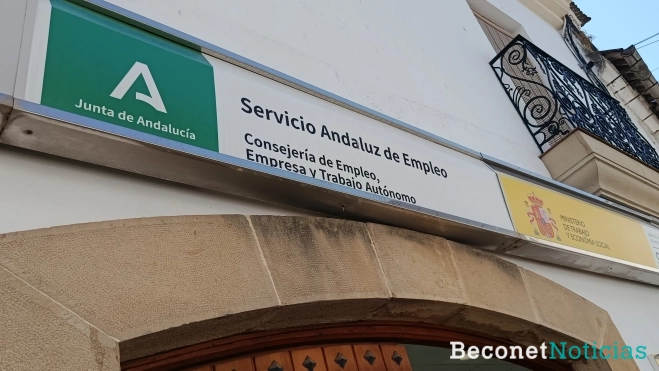 Junta de Andalucía
Servicio Andaluz de Empleo
Consejería de Empleo,
Empresa y Trabajo Autónomo
MINISTERIO
DE TRABAJO
Y ECONOMÍA SOCIAL
BeconetNoticias